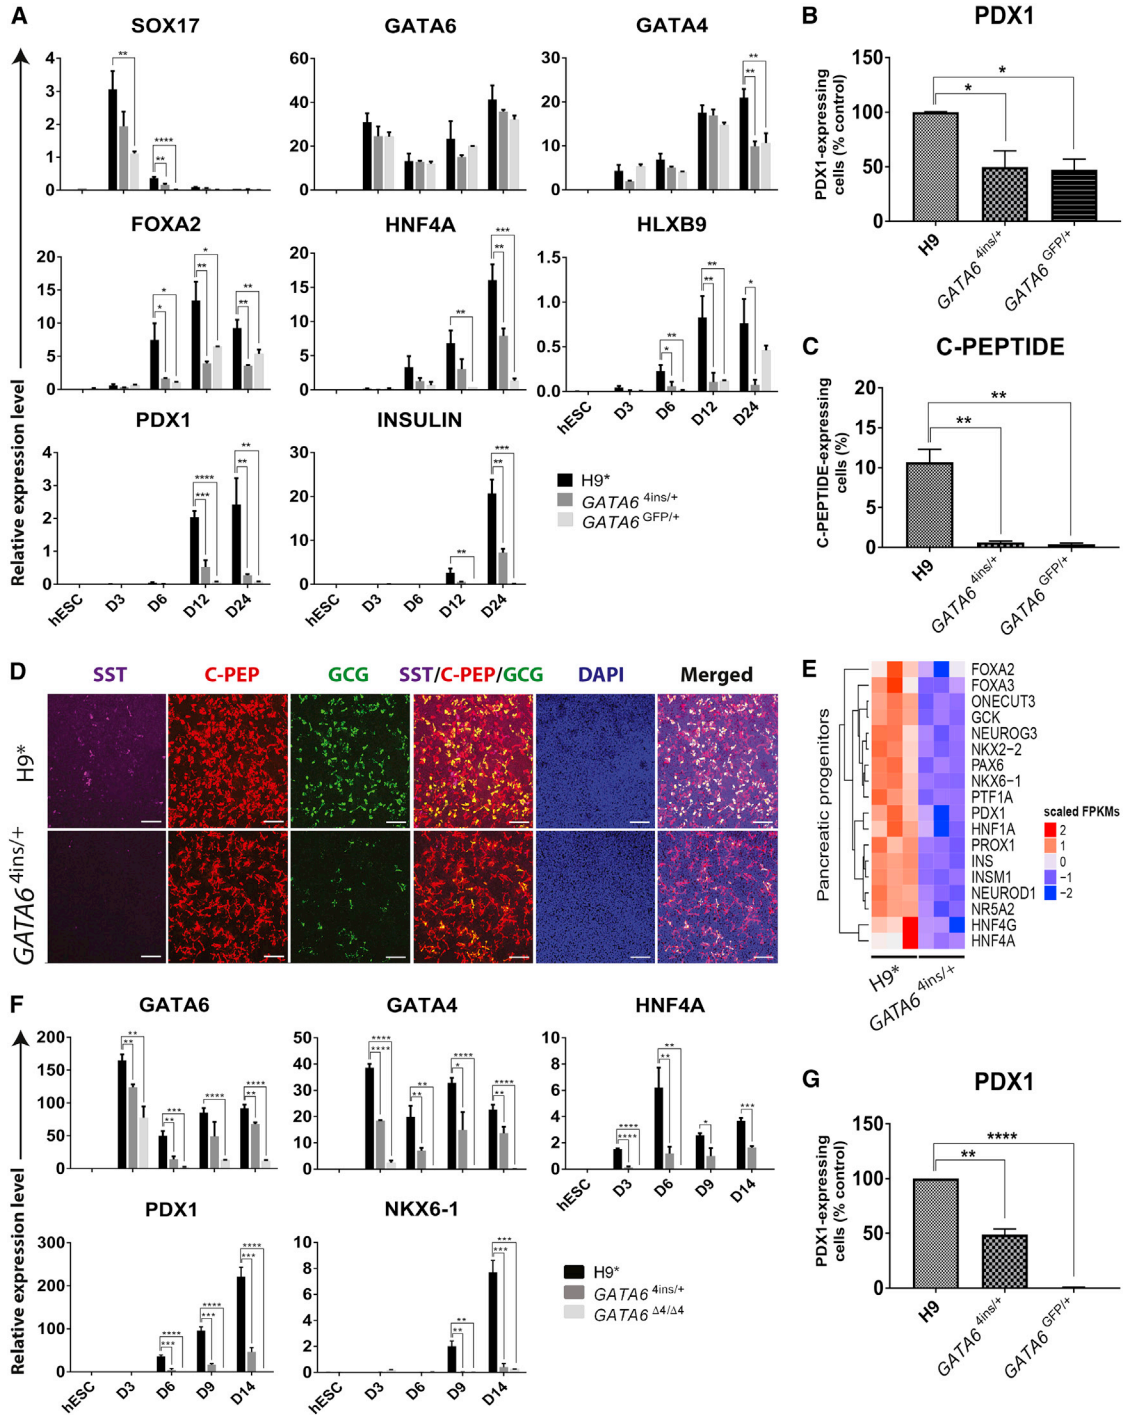 A
Relative expression level
SOX17
4
3
2
1
0
**
****
**
GATA6
60
40
20
0
GATA4
30
20
10
0
**
**
FOXA2
20
15
10
5
0
*
*
*
**
**
**
HNF4A
20
15
10
5
0
**
***
**
HLXB9
1.5
1.0
0.5
0.0
**
*
**
**
*
hESC D3 D6 D12 D24
PDX1
4
3
2
1
0
****
***
**
**
hESC D3 D6 D12 D24
INSULIN
30
20
10
0
**
***
**
hESC D3 D6 D12 D24
H9*
GATA6 4ins/+
GATA6 GFP/+
B
PDX1
PDX1-expressing
cells (% control)
150
100
50
0
*
*
H9
GATA6 4ins/+
GATA6 GFP/+
C
C-PEPTIDE
C-PEPTIDE-expressing
cells (%)
20
15
10
5
0
**
**
H9
GATA6 4ins/+
GATA6 GFP/+
D
SST C-PEP GCG SST/C-PEP/GCG DAPI Merged
H9*
GATA6 4ins/+
E
Pancreatic progenitors
FOXA2
FOXA3
ONECUT3
GCK
NEUROG3
NKX2-2
PAX6
NKX6-1
PTF1A
PDX1
HNF1A
PROX1
INS
INSM1
NEUROD1
NR5A2
HNF4G
HNF4A
H9*
GATA6 4ins/+
scaled FPKMs
2
1
0
-1
-2
F
Relative expression level
GATA6
200
150
100
50
0
**
**
***
**
****
****
**
GATA4
50
40
30
20
10
0
****
****
**
**
****
*
****
**
HNF4A
10
8
6
4
2
0
****
****
**
**
*
***
hESC D3 D6 D9 D14
PDX1
300
200
100
0
****
***
****
***
****
***
hESC D3 D6 D9 D14
NKX6-1
10
8
6
4
2
0
**
**
***
***
hESC D3 D6 D9 D14
H9*
GATA6 4ins/+
GATA6 Δ4/Δ4
G
PDX1
PDX1-expressing
cells (% control)
150
100
50
0
****
**
H9
GATA6 4ins/+
GATA6 GFP/+